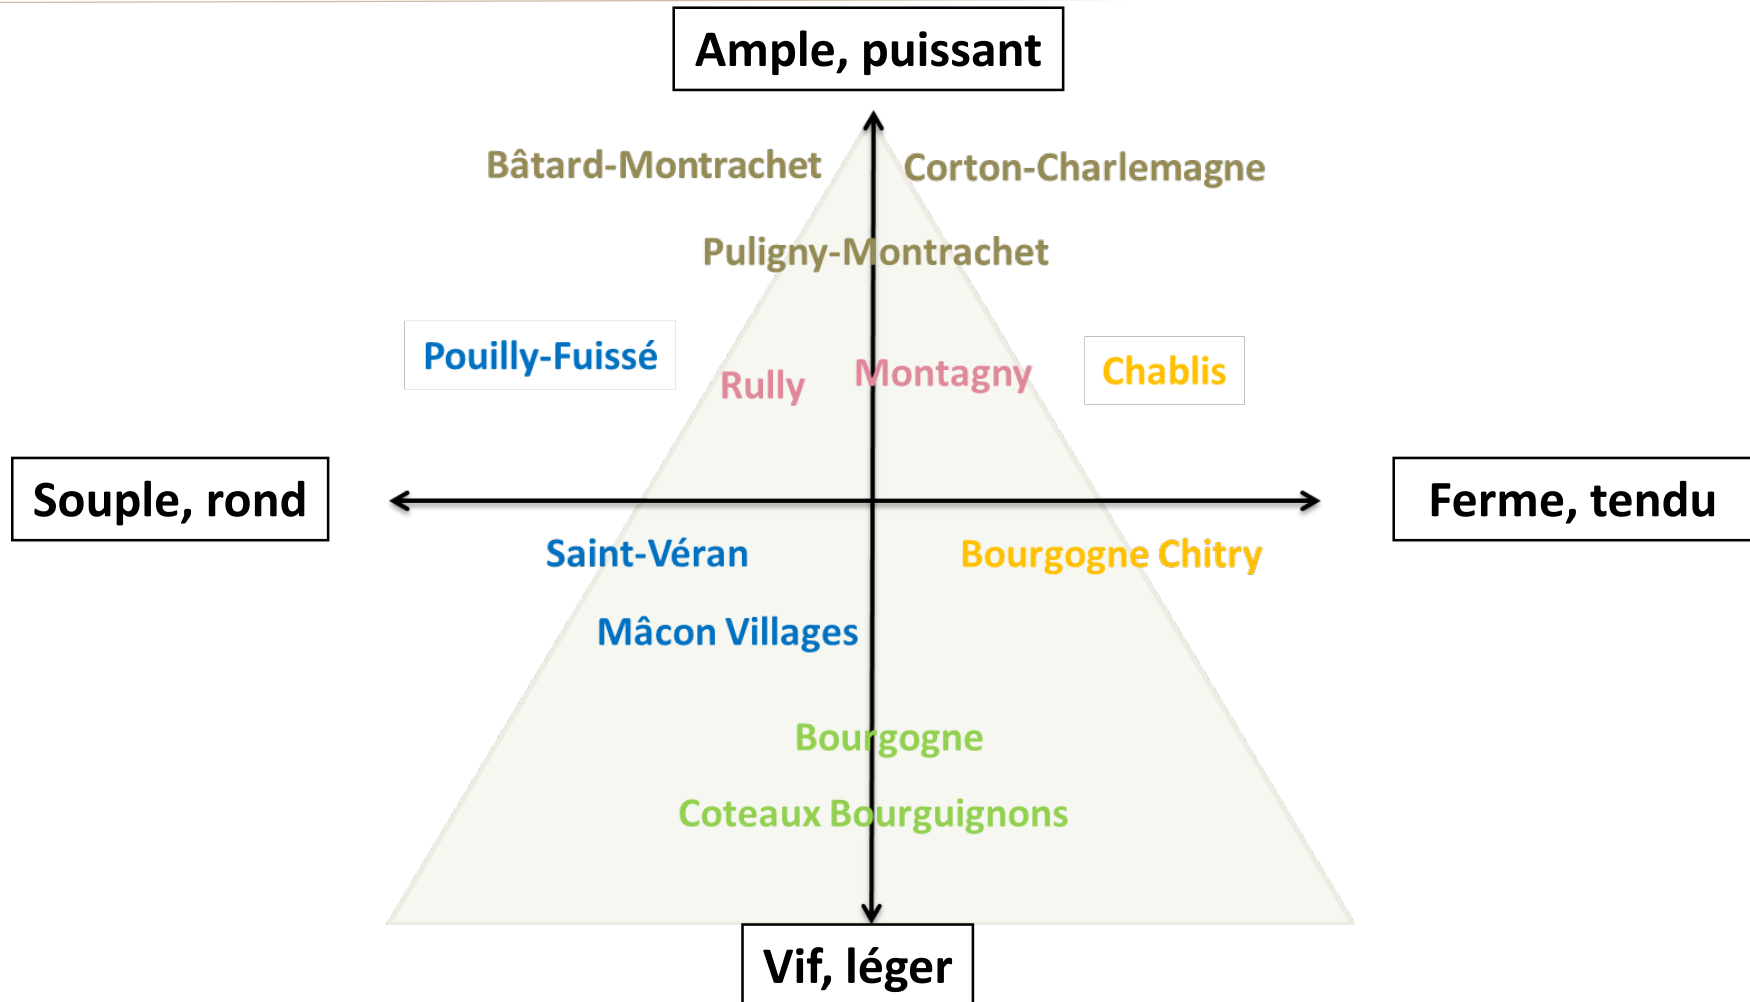 Ample, puissant
Bâtard-Montrachet
Corton-Charlemagne
Puligny-Montrachet
Pouilly-Fuissé
Rully
Montagny
Chablis
Souple, rond
Ferme, tendu
Saint-Véran
Bourgogne Chitry
Mâcon Villages
Bourgogne
Coteaux Bourguignons
Vif, léger